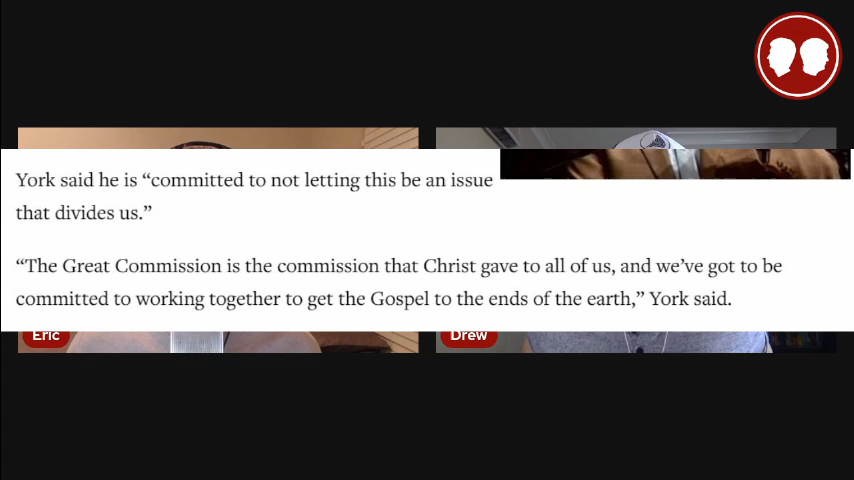 York said he is “committed to not letting this be an issue
that divides us.”
“The Great Commission is the commission that Christ gave to all of us, and we’ve got to be
committed to working together to get the Gospel to the ends of the earth,” York said.
Eric
Drew